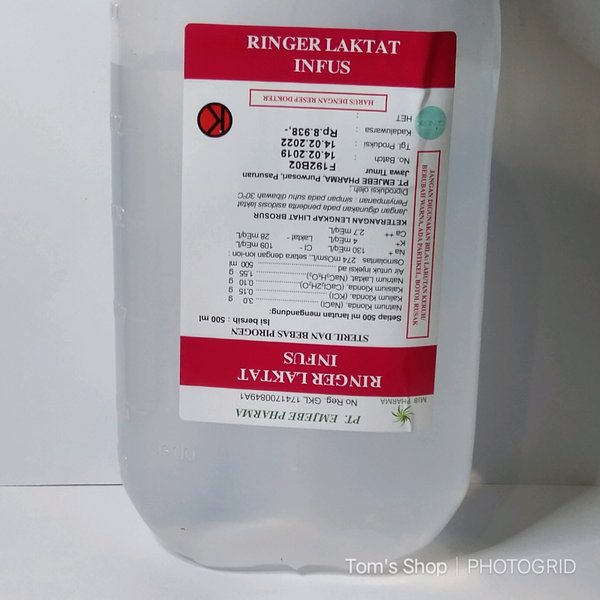 RINGER LAKTAT
INFUS
PT. EMJEBE PHARMA
MJB PHARMA
No Reg. GKL 1741700849A1
RINGER LAKTAT
INFUS
STERIL DAN BEBAS PIROGEN
Isi bersih : 500 ml
Setiap 500 ml larutan mengandung:
Natrium Klorida (NaCl) 3.0 g
Kalium Klorida (KCl) 0.15 g
Kalsium Klorida (CaCl₂2H₂O) 0.10 g
Natrium Laktat (NaC₃H₅O₃) 1.55 g
Air untuk injeksi ad 500 ml
Osmolaritas 274 mOsm/L, setara dengan ion-ion :
Na + 130 mEq/L Cl - 109 mEq/L
K+ 4 mEq/L Laktat - 28 mEq/L
Ca ++ 2.7 mEq/L
KETERANGAN LENGKAP LIHAT BROSUR
Jangan digunakan pada penderita asidosis laktat
Penyimpanan : simpan pada suhu dibawah 30°C
Diproduksi oleh :
PT. EMJEBE PHARMA, Purwosari, Pasuruan
Jawa Timur
No. Batch : F192B02
Tgl. Produksi : 14.02.2019
Kadaluwarsa : 14.02.2022
HET : Rp.8.938,-
HARUS DENGAN RESEP DOKTER
K
JANGAN DIGUNAKAN BILA : LARUTAN KERUH/
BERUBAH WARNA, ADA PARTIKEL, BOTOL RUSAK
Tom's Shop | PHOTOGRID